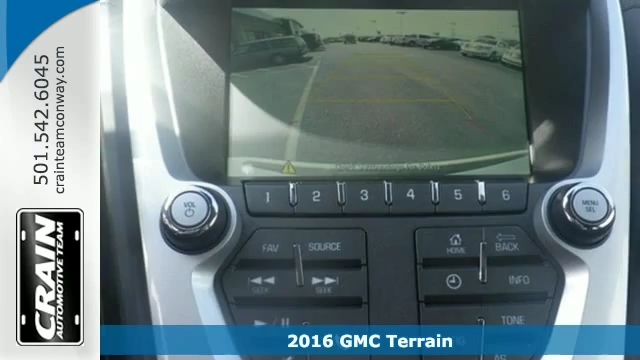 501.542.6045
crainteamconway.com
CRAIN
AUTOMOTIVE TEAM
1 2 3 4 5 6
VOL
MENU
SEL
FAV SOURCE
HOME BACK
SEEK SEEK
INFO
TONE
2016 GMC Terrain